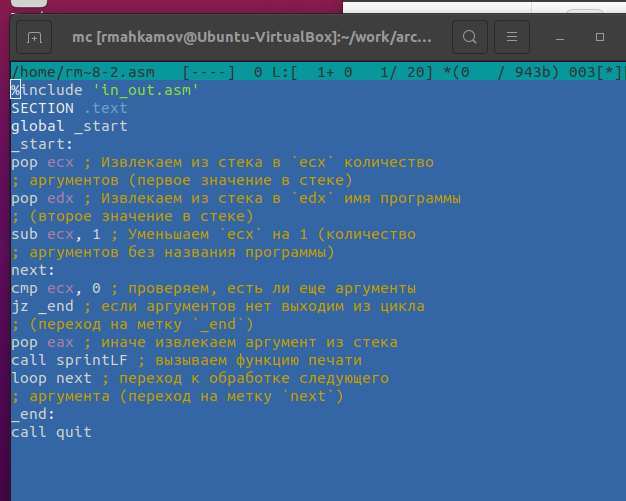 mc [rmahkamov@Ubuntu-VirtualBox]:~/work/arc...
/home/rm~8-2.asm [----] 0 L:[ 1+ 0 1/ 20] *(0 / 943b) 003[*]
%include 'in_out.asm'
SECTION .text
global _start
_start:
pop ecx ; Извлекаем из стека в `ecx` количество
; аргументов (первое значение в стеке)
pop edx ; Извлекаем из стека в `edx` имя программы
; (второе значение в стеке)
sub ecx, 1 ; Уменьшаем `ecx` на 1 (количество
; аргументов без названия программы)
next:
cmp ecx, 0 ; проверяем, есть ли еще аргументы
jz _end ; если аргументов нет выходим из цикла
; (переход на метку `_end`)
pop eax ; иначе извлекаем аргумент из стека
call sprintLF ; вызываем функцию печати
loop next ; переход к обработке следующего
; аргумента (переход на метку `next`)
_end:
call quit